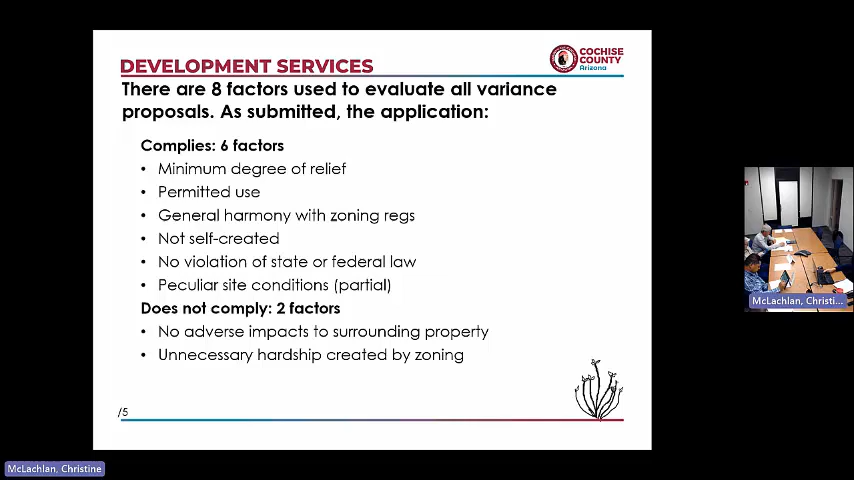 DEVELOPMENT SERVICES
COCHISE
COUNTY
Arizona
There are 8 factors used to evaluate all variance
proposals. As submitted, the application:
Complies: 6 factors
• Minimum degree of relief
• Permitted use
• General harmony with zoning regs
• Not self-created
• No violation of state or federal law
• Peculiar site conditions (partial)
Does not comply: 2 factors
• No adverse impacts to surrounding property
• Unnecessary hardship created by zoning
/5
McLachlan, Christi...
McLachlan, Christine